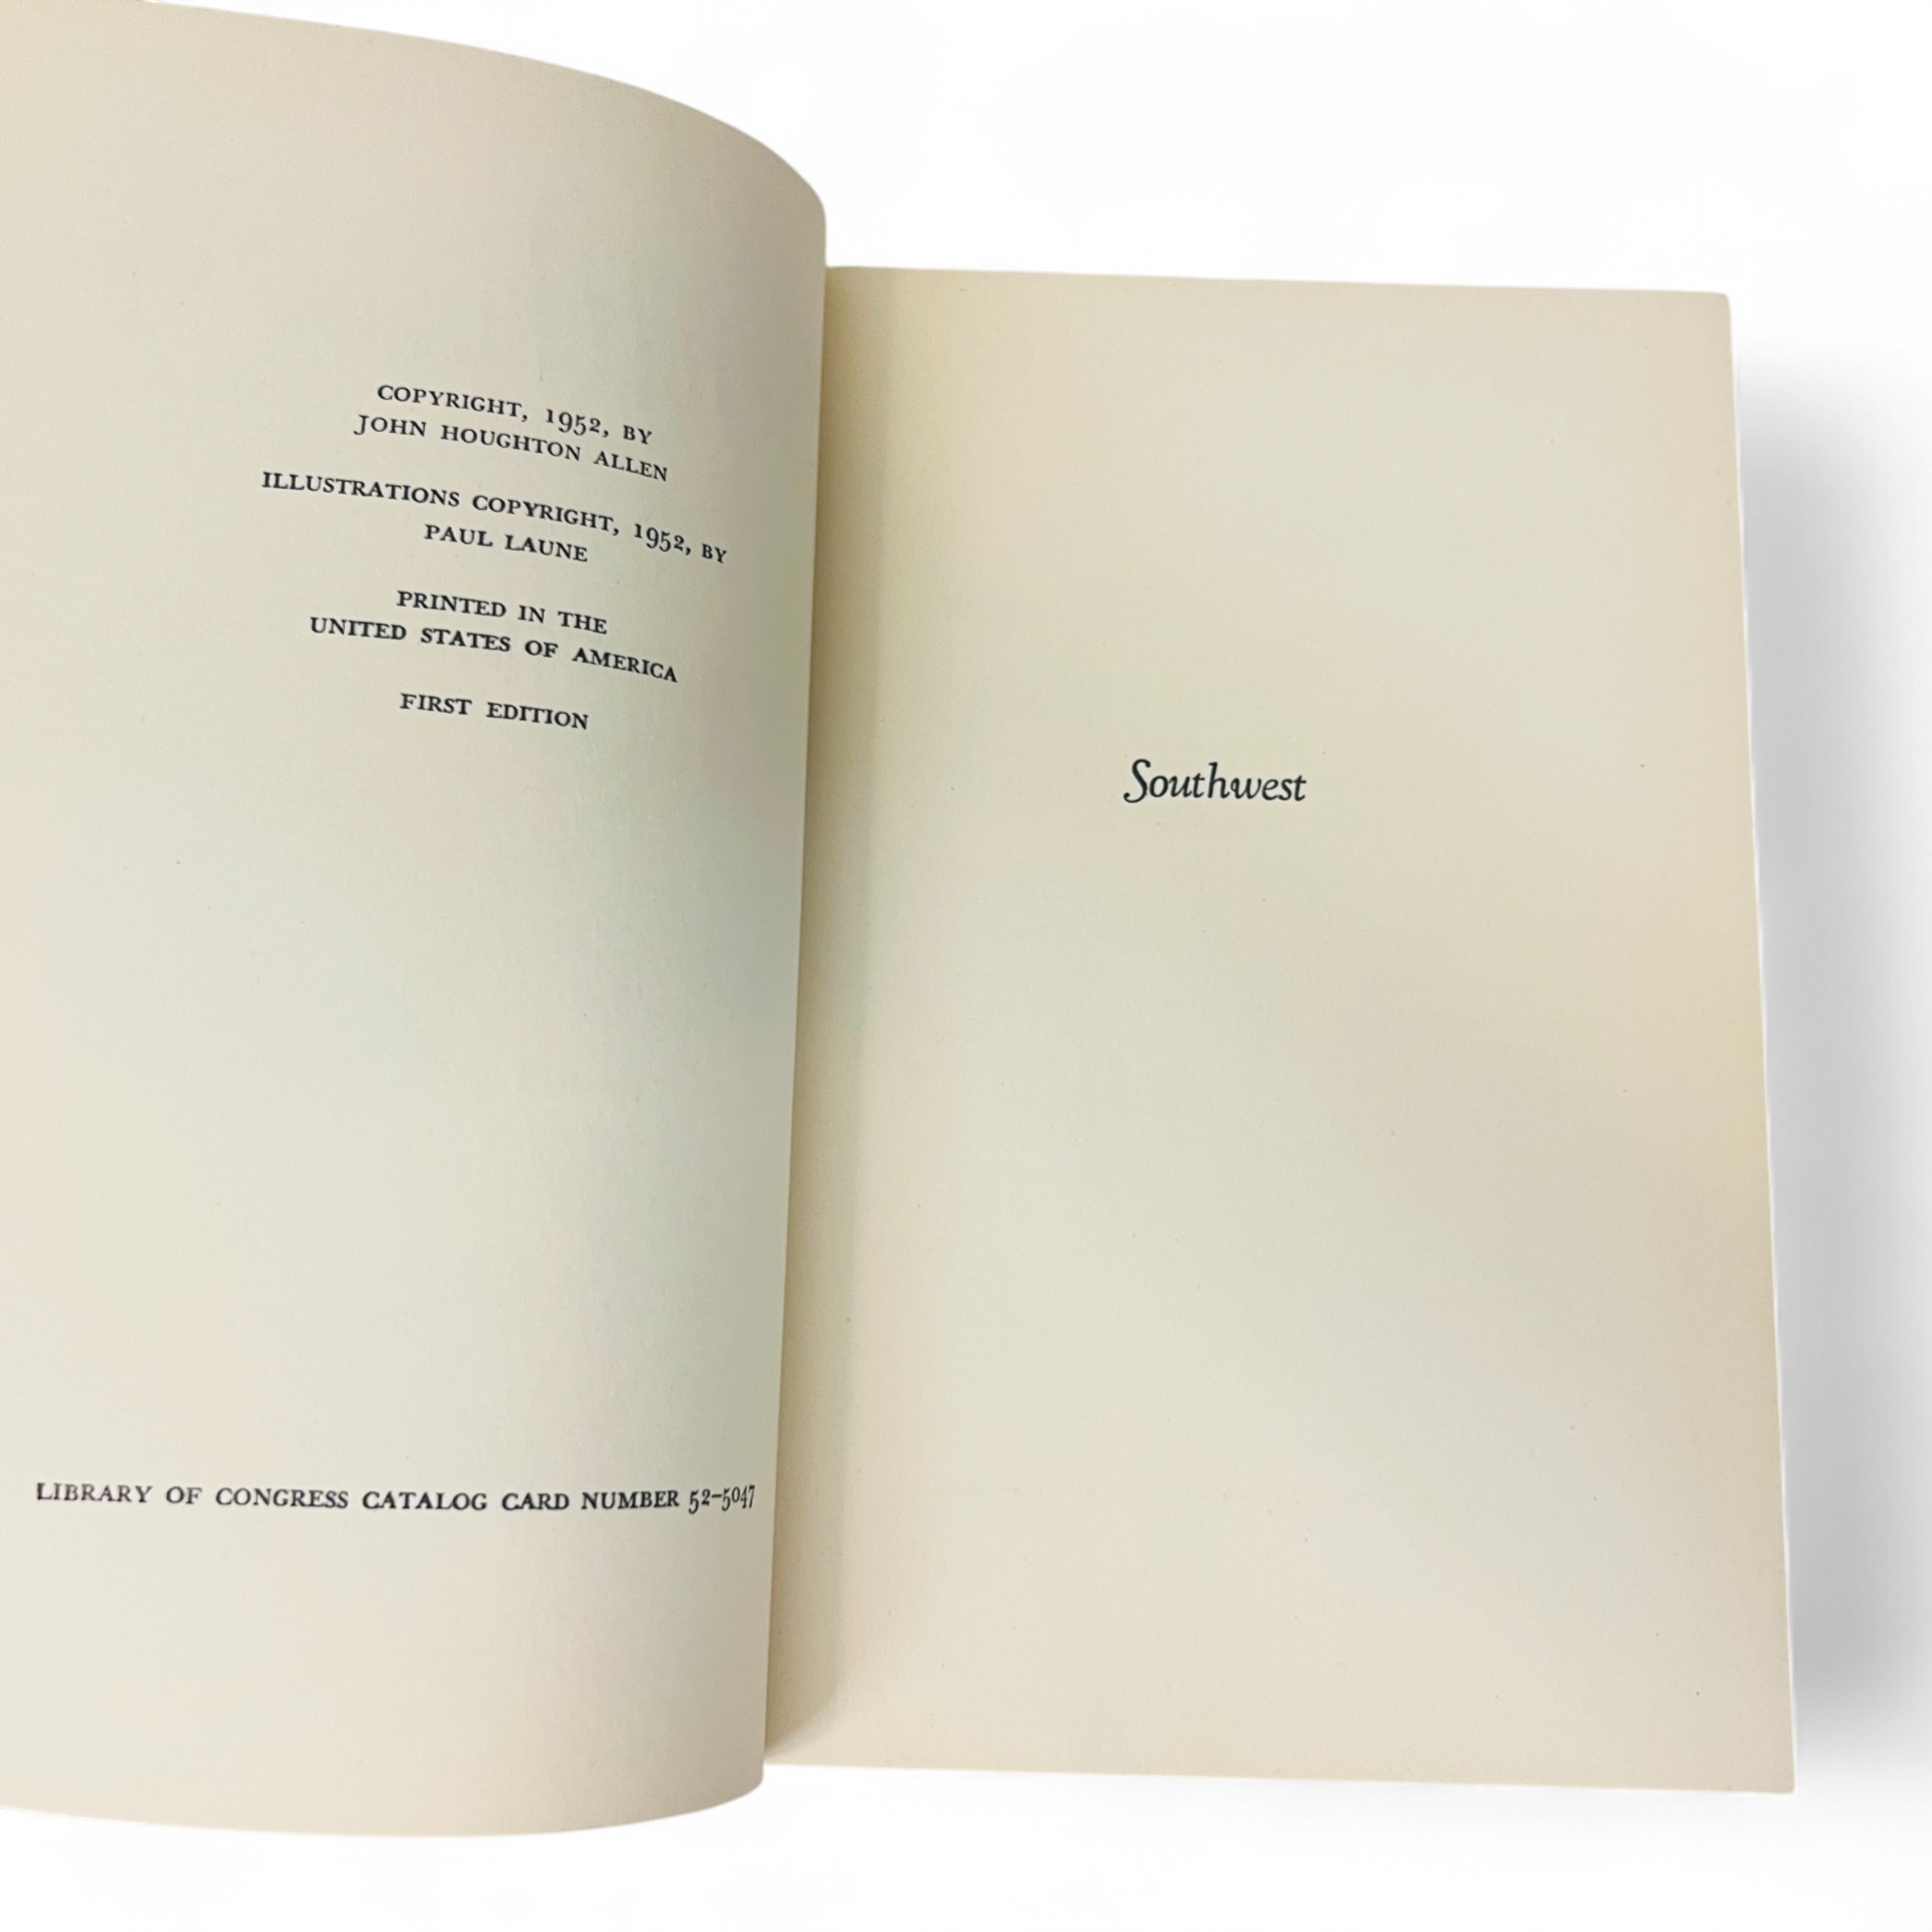 COPYRIGHT, 1952, BY
JOHN HOUGHTON ALLEN
ILLUSTRATIONS COPYRIGHT, 1952, BY
PAUL LAUNE
PRINTED IN THE
UNITED STATES OF AMERICA
FIRST EDITION
LIBRARY OF CONGRESS CATALOG CARD NUMBER 52–5047
Southwest